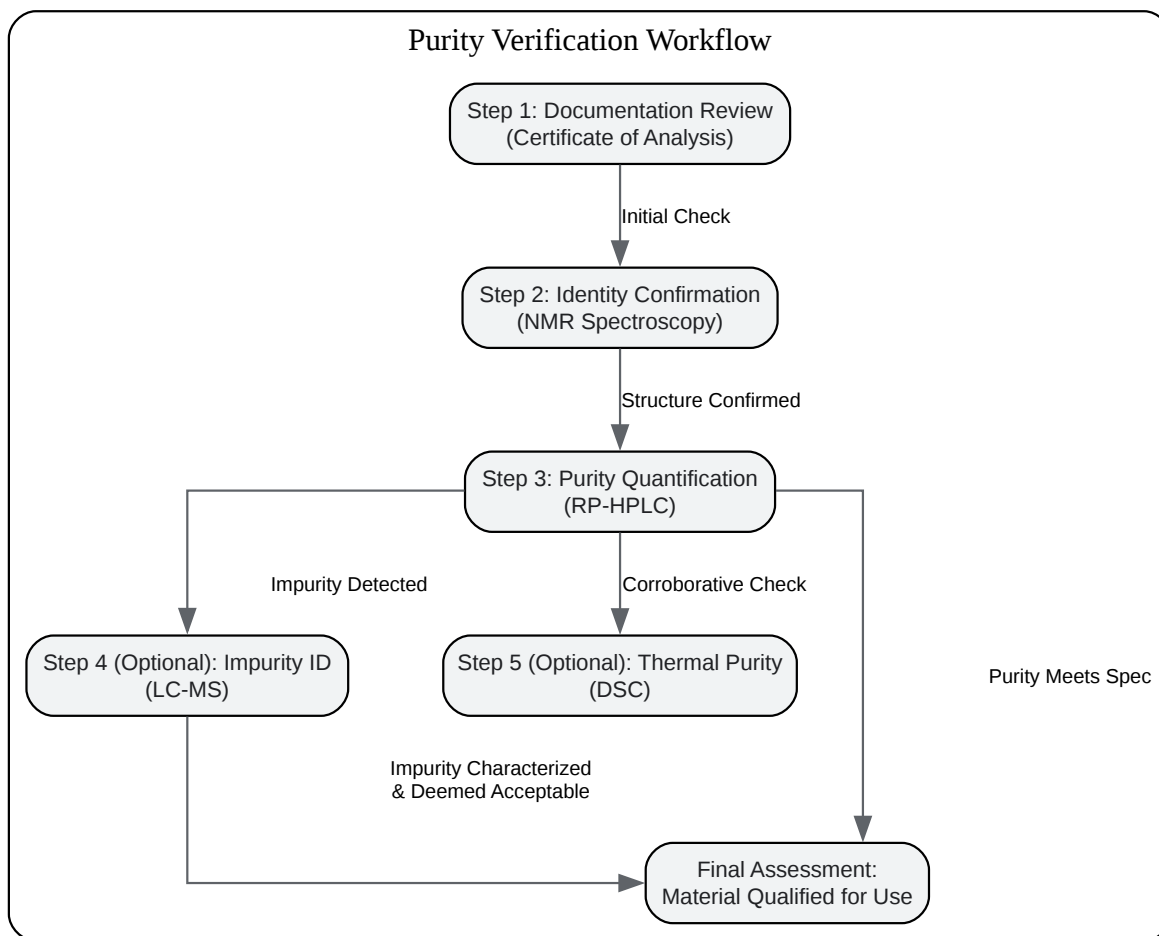 Purity Verification Workflow
Step 1: Documentation Review
(Certificate of Analysis)
Initial Check
Step 2: Identity Confirmation
(NMR Spectroscopy)
Structure Confirmed
Step 3: Purity Quantification
(RP-HPLC)
Impurity Detected
Corroborative Check
Step 4 (Optional): Impurity ID
(LC-MS)
Step 5 (Optional): Thermal Purity
(DSC)
Purity Meets Spec
Impurity Characterized
& Deemed Acceptable
Final Assessment:
Material Qualified for Use